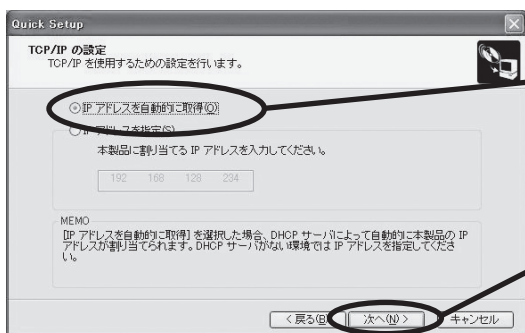 Quick Setup
TCP/IP の設定
TCP/IP を使用するための設定を行います。
IP アドレスを自動的に取得(O)
IP アドレスを指定(S)
本製品に割り当てる IP アドレスを入力してください。
192 168 128 234
MEMO
[IP アドレスを自動的に取得] を選択した場合、DHCP サーバによって自動的に本製品の IP
アドレスが割り当てられます。DHCP サーバがない環境では IP アドレスを指定してくださ
い。
< 戻る(B) 次へ(N) > キャンセル